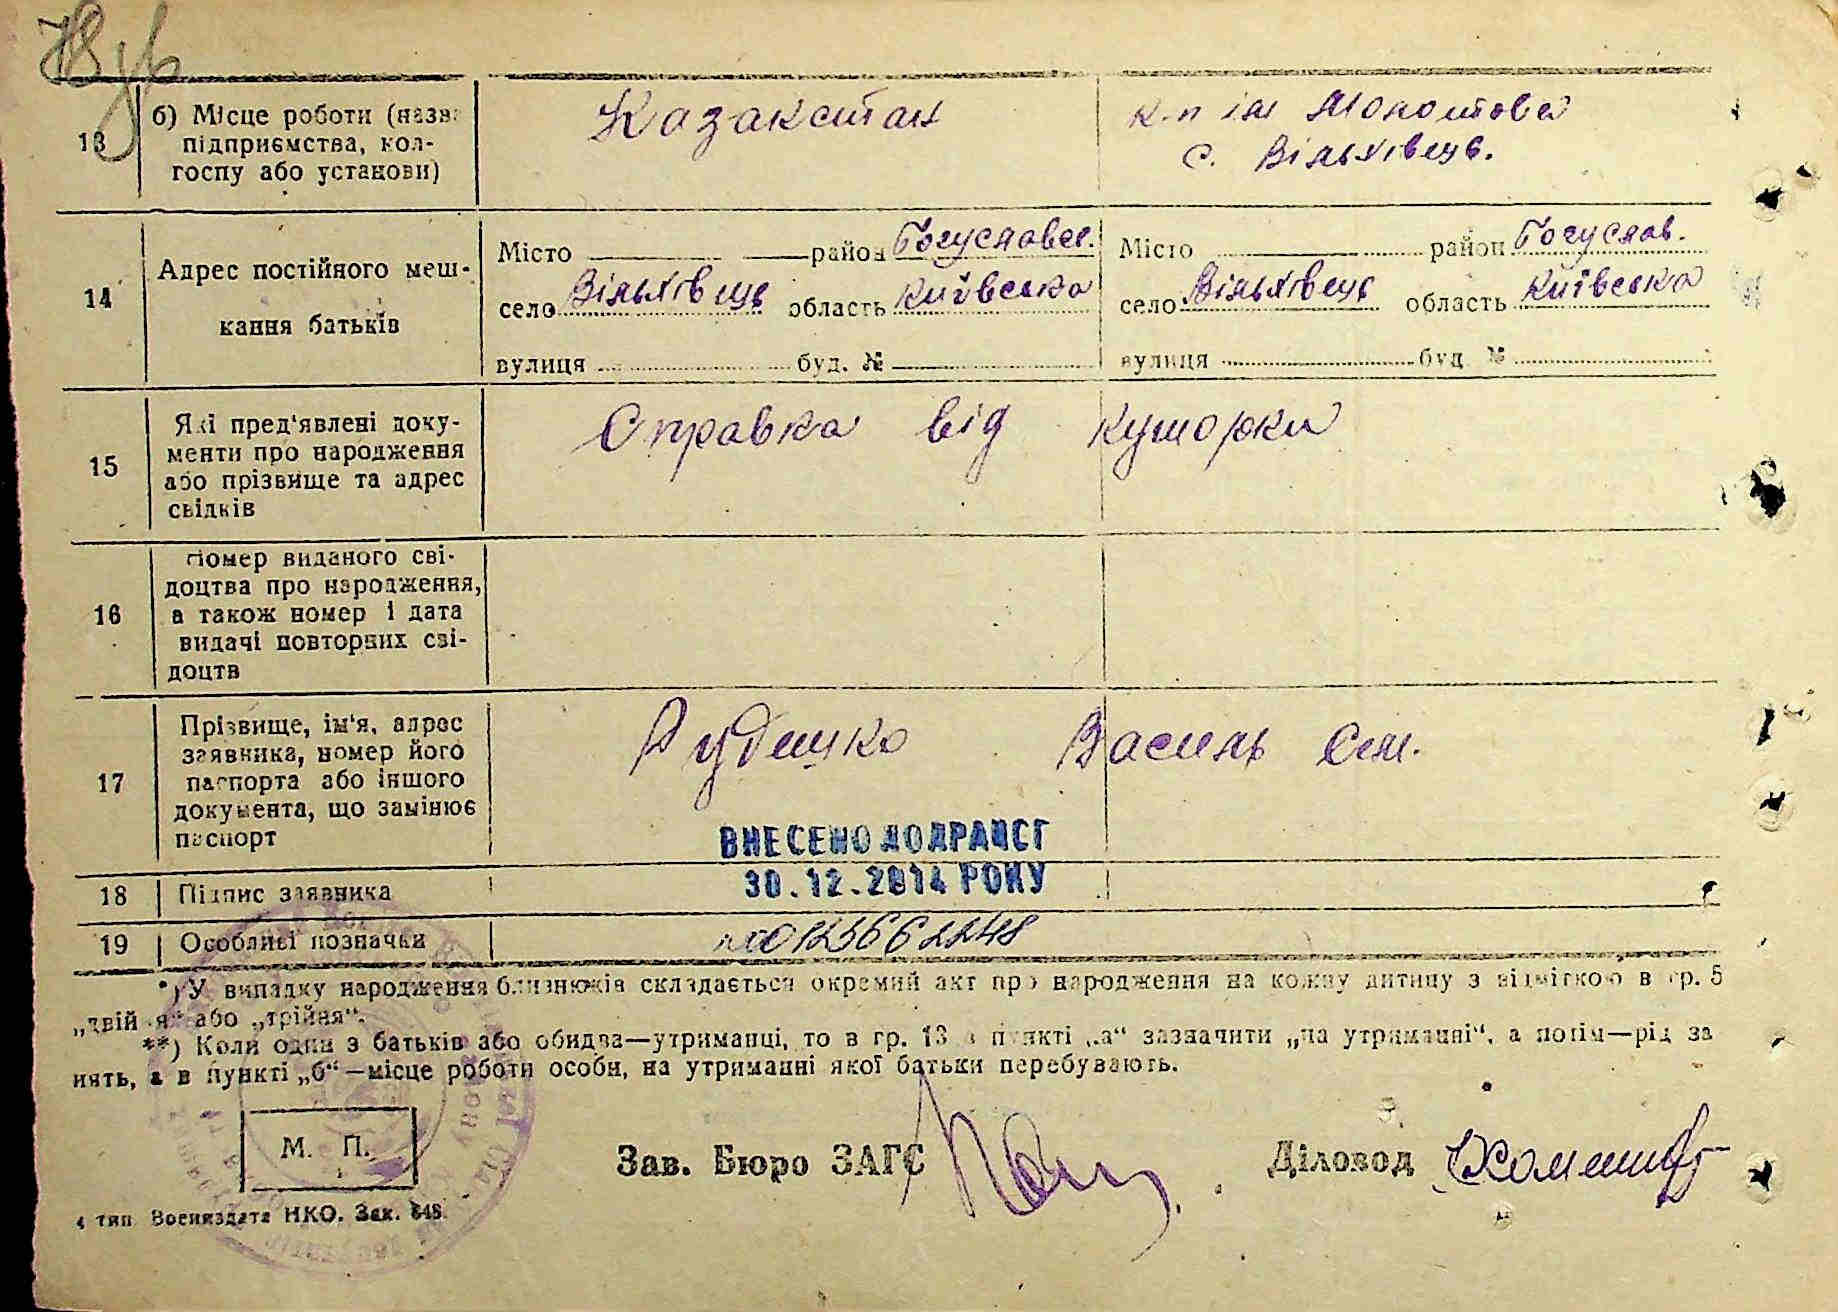 13
б) Місце роботи (назва
підприємства, кол-
госпу або установи)
Казакстан
к-п ім Молотова
с. Вільхівець.
14
Адрес постійного меш-
кання батьків
Місто район Богуславс.
село Вільхівець область Київська
вулиця буд. №
Місто район Богуслав.
село Вільхівець область Київська
вулиця буд. №
15
Які пред'явлені доку-
менти про народження
або прізвище та адрес
свідків
Справка від
16
Номер виданого сві-
доцтва про народження,
а також номер і дата
видачі повторних сві-
доцтв
17
Прізвище, ім'я, адрес
заявника, номер його
паспорта або іншого
документа, що замінює
паспорт
Рудешко Василь Сем.
ВНЕСЕНО ДО ДРАЦСГ
30.12.2014 РОКУ
18
Підпис заявника
19
Особливі позначки
*) У випадку народження близнюків складається окремий акт про народження на кожну дитину з відміткою в гр. 5
„двійня“ або „трійня“.
**) Коли один з батьків або обидва—утриманці, то в гр. 13 в пункті „а“ зазначити „на утриманні“, а потім—рід за
нять, а в пункті „б“—місце роботи особи, на утриманні якої батьки перебувають.
М. П.
Зав. Бюро ЗАГС
Діловод
4 тип Воениздата НКО. Зак. 648.